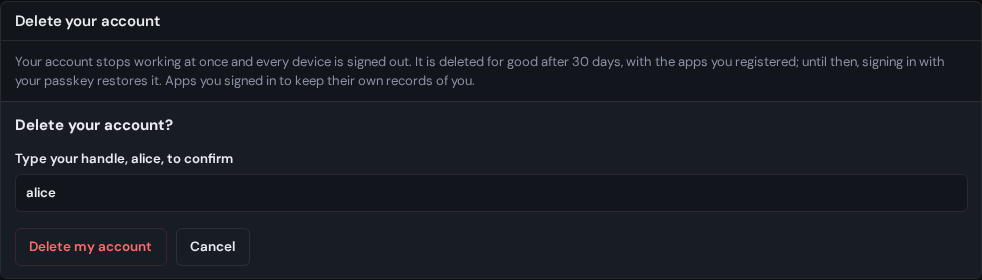 Delete your account
Your account stops working at once and every device is signed out. It is deleted for good after 30 days, with the apps you registered; until then, signing in with
your passkey restores it. Apps you signed in to keep their own records of you.
Delete your account?
Type your handle, alice, to confirm
alice
Delete my account
Cancel